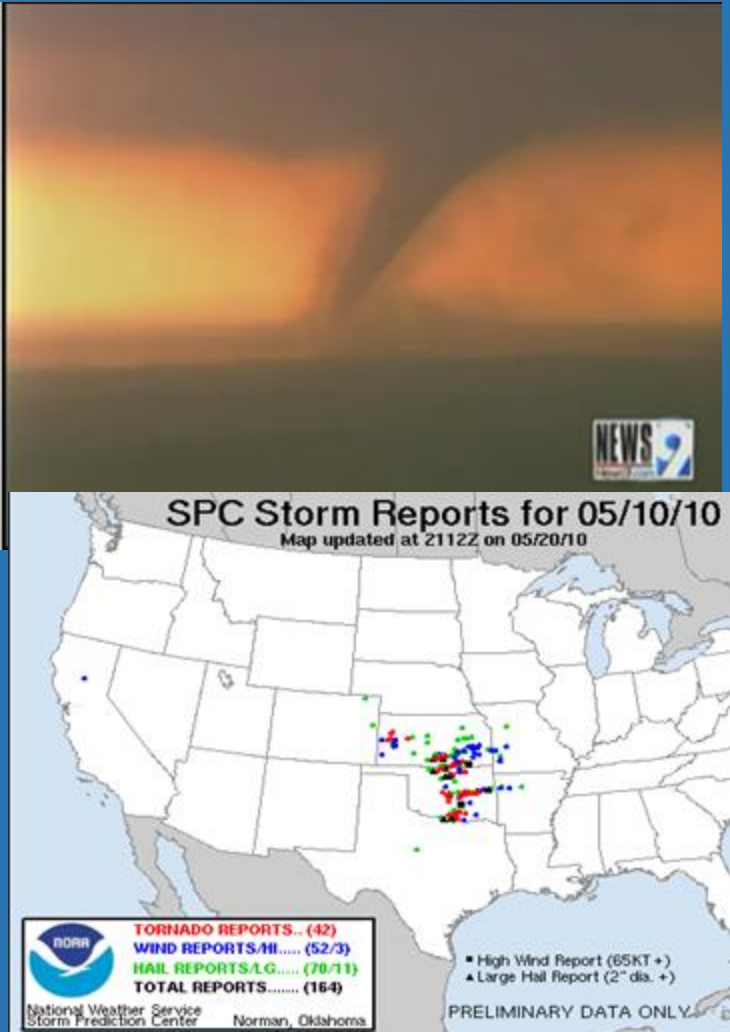 NEWS 9
SPC Storm Reports for 05/10/10
Map updated at 2112Z on 05/20/10
NOAA
TORNADO REPORTS.. (42)
WIND REPORTS/HI..... (52/3)
HAIL REPORTS/LG..... (70/11)
TOTAL REPORTS....... (164)
National Weather Service
Storm Prediction Center Norman, Oklahoma
■ High Wind Report (65KT +)
▲ Large Hail Report (2" dia. +)
PRELIMINARY DATA ONLY